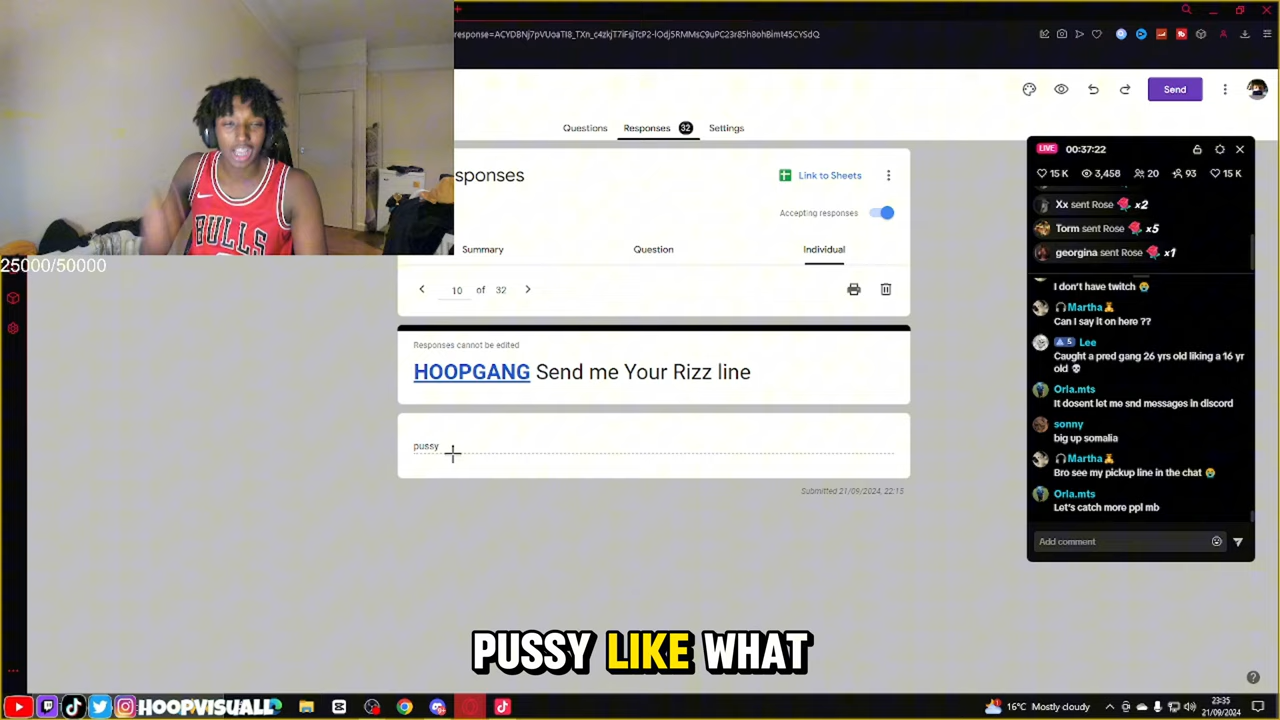 response=ACYDBNj7pVUoaTI8_TXn_c4zkjT7iFsjTcP2-lOdj5RMMsC9uPC23r85h8ohBimt45CYSdQ
Send
Questions
Responses 32
Settings
sponses
Link to Sheets
Accepting responses
Summary
Question
Individual
10 of 32
Responses cannot be edited
HOOPGANG Send me Your Rizz line
pussy
Submitted 21/09/2024, 22:15
BULLS
25000/50000
LIVE 00:37:22
15 K 3,458 20 93 15 K
Xx sent Rose x2
Torm sent Rose x5
georgina sent Rose x1
I don't have twitch 😭
Martha
Can I say it on here ??
5 Lee
Caught a pred gang 26 yrs old liking a 16 yr
old 💀
Orla.mts
It dosent let me snd messages in discord
sonny
big up somalia
Martha
Bro see my pickup line in the chat 😭
Orla.mts
Let's catch more ppl mb
Add comment
PUSSY LIKE WHAT
HOOPVISUALL
16°C Mostly cloudy
23:35
21/09/2024